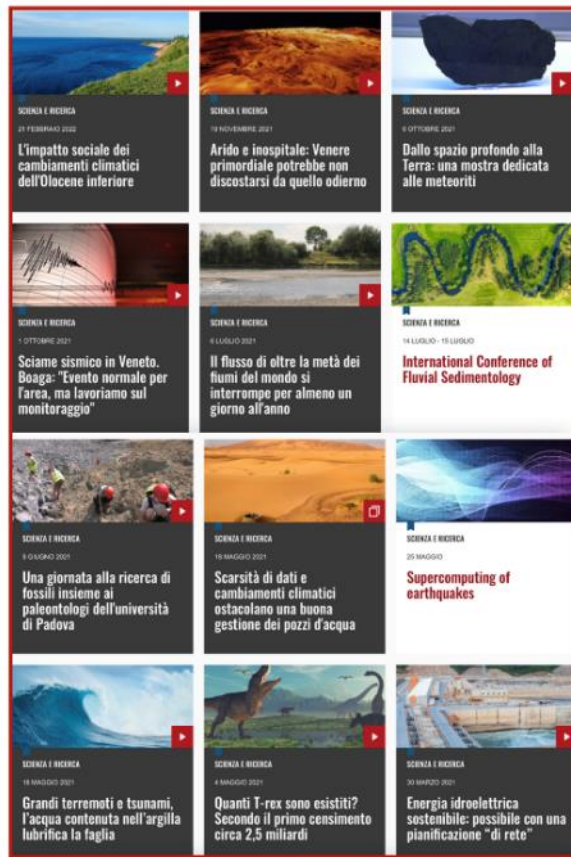 SCIENZA E RICERCA
21 FEBBRAIO 2022
L'impatto sociale dei
cambiamenti climatici
dell'Olocene inferiore
SCIENZA E RICERCA
19 NOVEMBRE 2021
Arido e inospitale: Venere
primordiale potrebbe non
discostarsi da quello odierno
SCIENZA E RICERCA
6 OTTOBRE 2021
Dallo spazio profondo alla
Terra: una mostra dedicata
alle meteoriti
SCIENZA E RICERCA
1 OTTOBRE 2021
Sciame sismico in Veneto.
Boaga: "Evento normale per
l'area, ma lavoriamo sul
monitoraggio"
SCIENZA E RICERCA
6 LUGLIO 2021
Il flusso di oltre la metà dei
fiumi del mondo si
interrompe per almeno un
giorno all'anno
SCIENZA E RICERCA
14 LUGLIO - 15 LUGLIO
International Conference of
Fluvial Sedimentology
SCIENZA E RICERCA
9 GIUGNO 2021
Una giornata alla ricerca di
fossili insieme ai
paleontologi dell'università
di Padova
SCIENZA E RICERCA
19 MAGGIO 2021
Scarsità di dati e
cambiamenti climatici
ostacolano una buona
gestione dei pozzi d'acqua
SCIENZA E RICERCA
25 MAGGIO
Supercomputing of
earthquakes
SCIENZA E RICERCA
18 MAGGIO 2021
Grandi terremoti e tsunami,
l'acqua contenuta nell'argilla
lubrifica la faglia
SCIENZA E RICERCA
4 MAGGIO 2021
Quanti T-rex sono esistiti?
Secondo il primo censimento
circa 2,5 miliardi
SCIENZA E RICERCA
30 MARZO 2021
Energia idroelettrica
sostenibile: possibile con una
pianificazione "di rete"